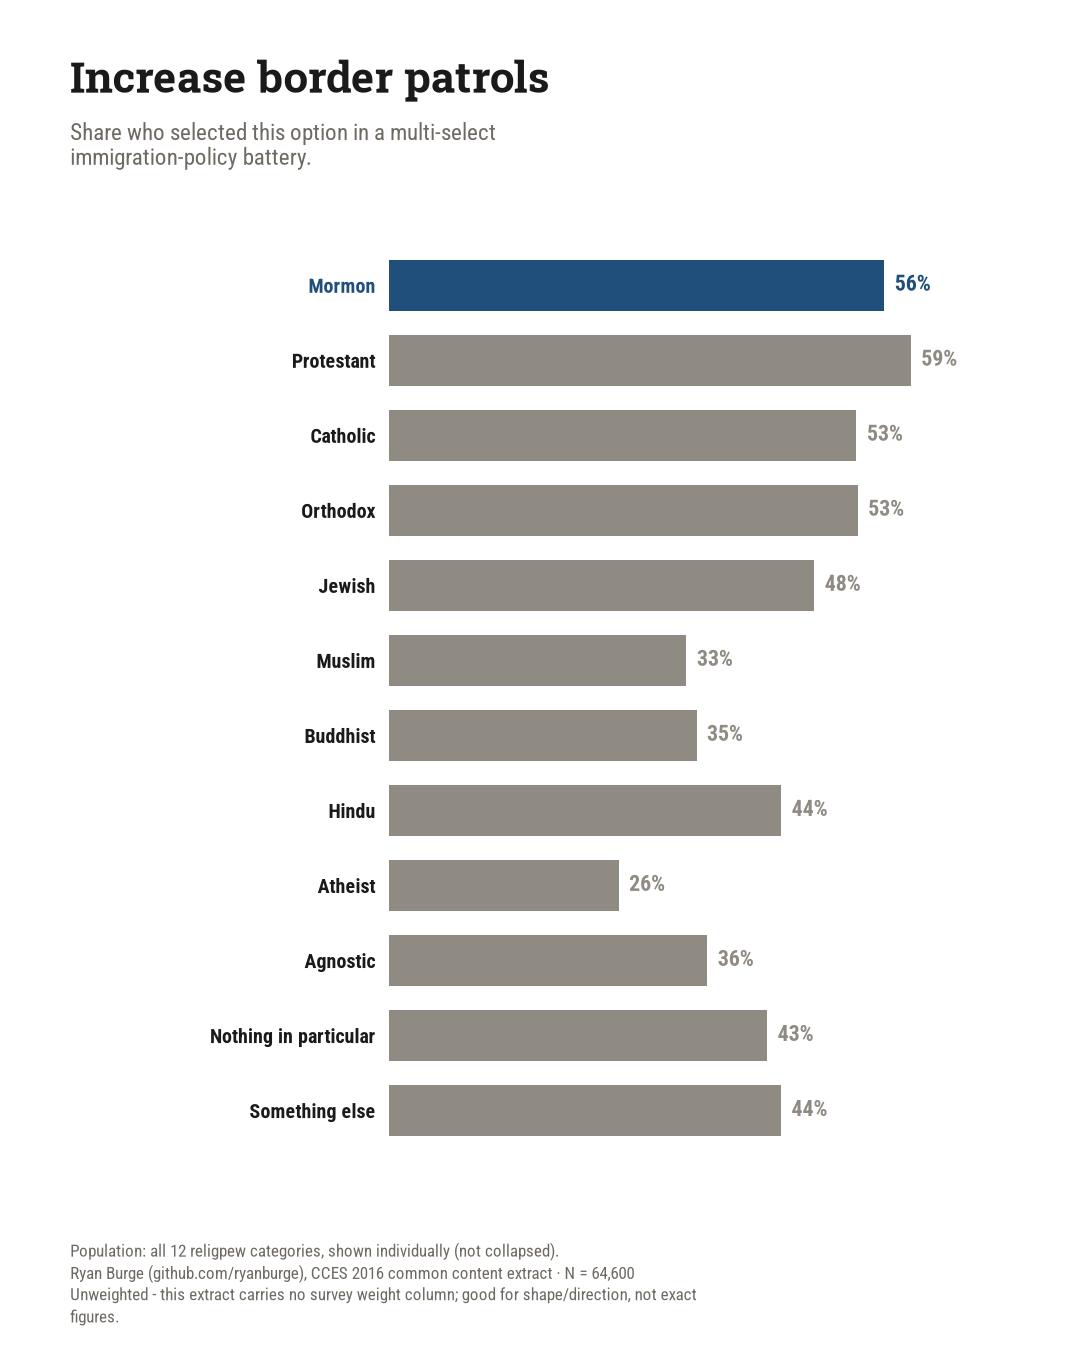 Increase border patrols
Share who selected this option in a multi-select
immigration-policy battery.
Mormon 56%
Protestant 59%
Catholic 53%
Orthodox 53%
Jewish 48%
Muslim 33%
Buddhist 35%
Hindu 44%
Atheist 26%
Agnostic 36%
Nothing in particular 43%
Something else 44%
Population: all 12 religpew categories, shown individually (not collapsed).
Ryan Burge (github.com/ryanburge), CCES 2016 common content extract · N = 64,600
Unweighted - this extract carries no survey weight column; good for shape/direction, not exact
figures.